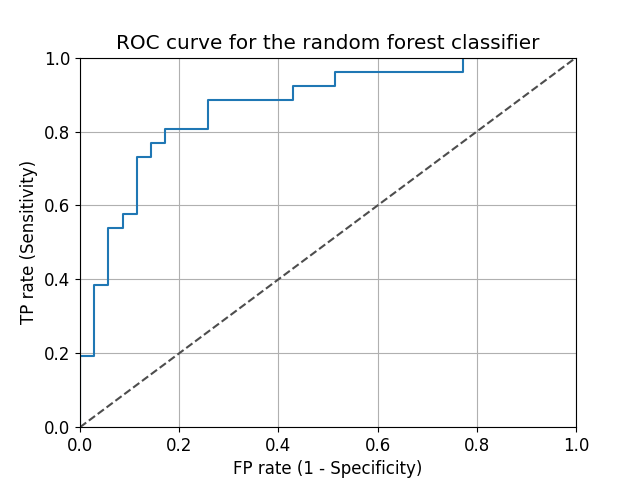 ROC curve for the random forest classifier
1.0
0.8
0.6
0.4
0.2
0.0
TP rate (Sensitivity)
0.0 0.2 0.4 0.6 0.8 1.0
FP rate (1 - Specificity)